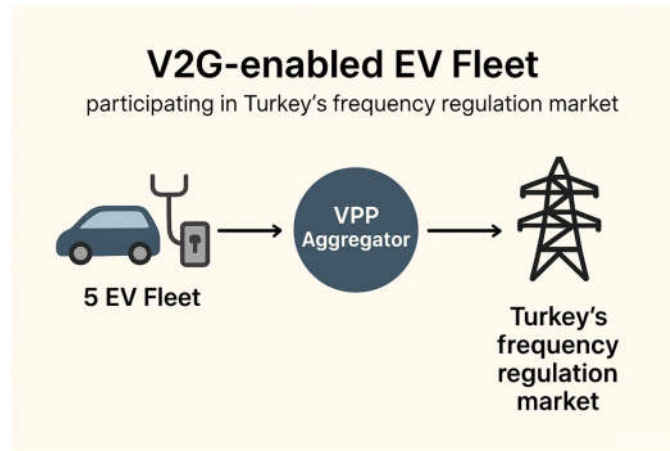 V2G-enabled EV Fleet
participating in Turkey's frequency regulation market
5 EV Fleet
VPP
Aggregator
Turkey's
frequency
regulation
market